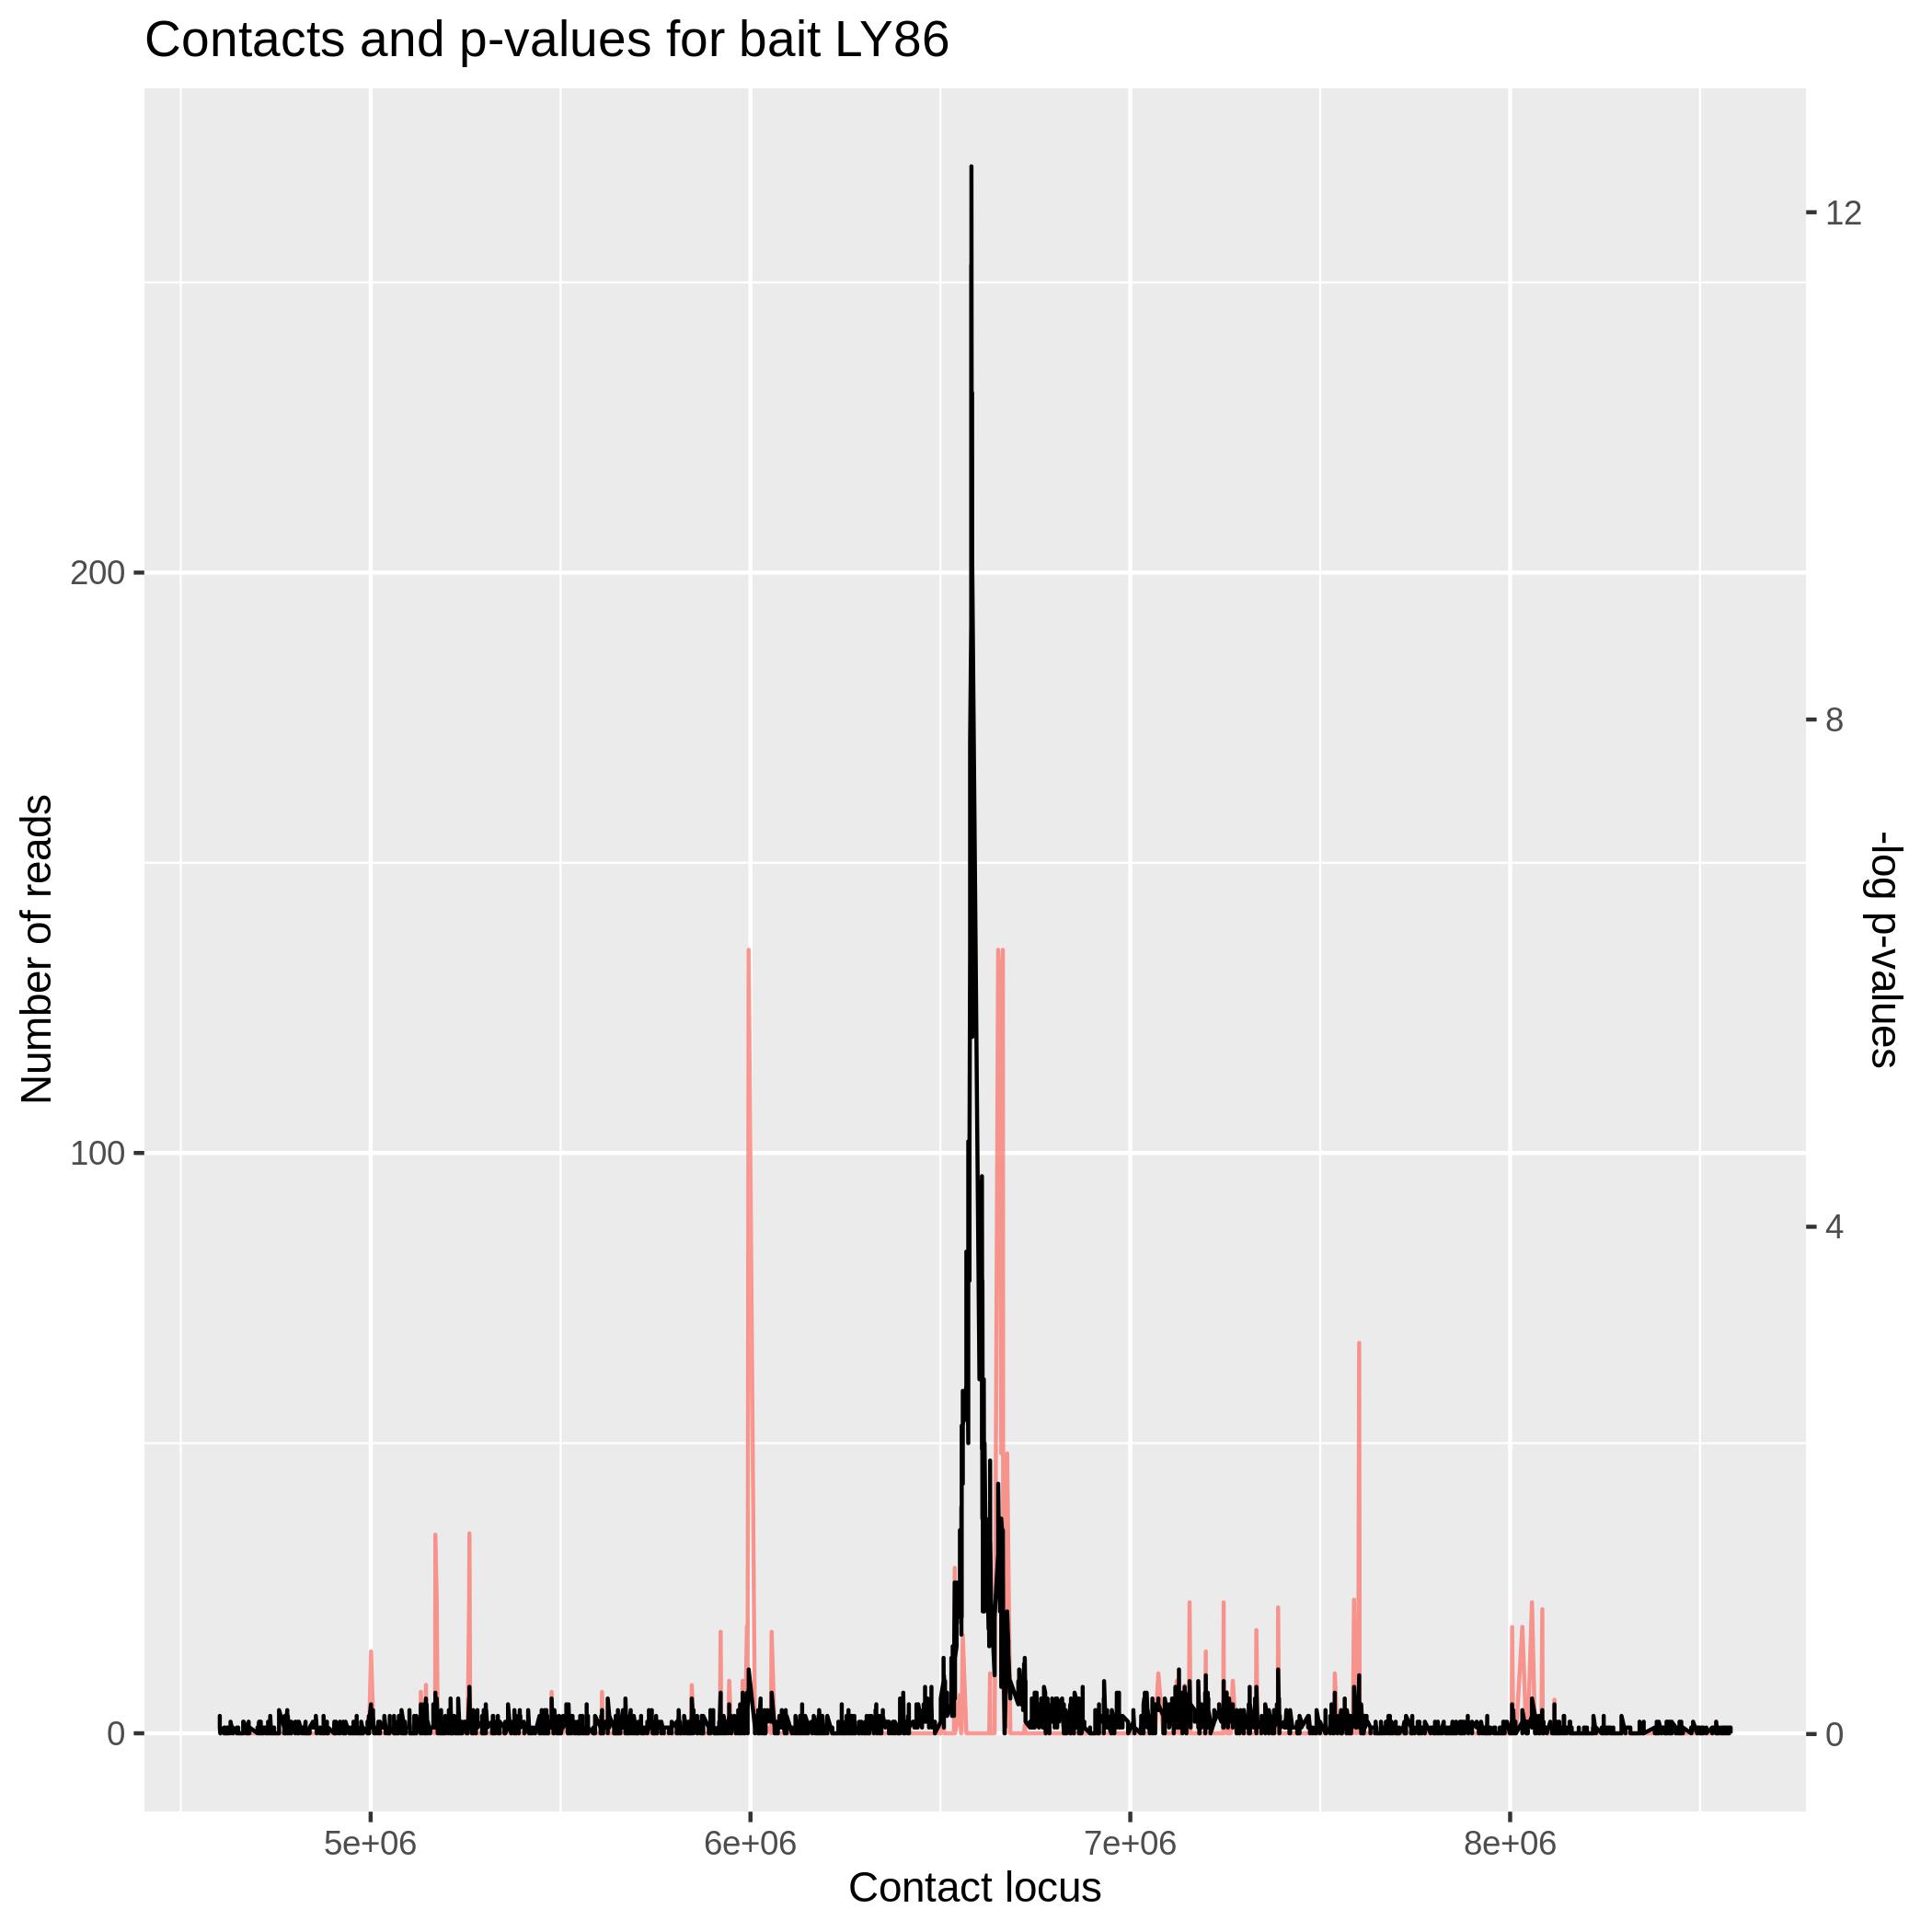 Contacts and p-values for bait LY86
12
200
8
Number of reads
-log p-values
100
4
0
0
5e+06
6e+06
7e+06
8e+06
Contact locus